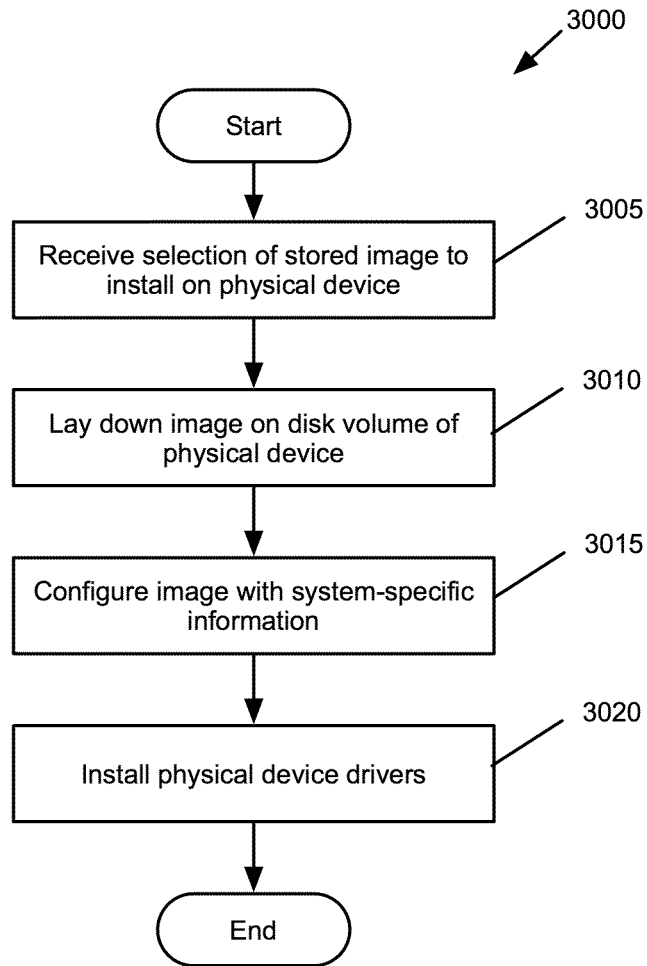 3000
Start
3005
Receive selection of stored image to
install on physical device
3010
Lay down image on disk volume of
physical device
3015
Configure image with system-specific
information
3020
Install physical device drivers
End